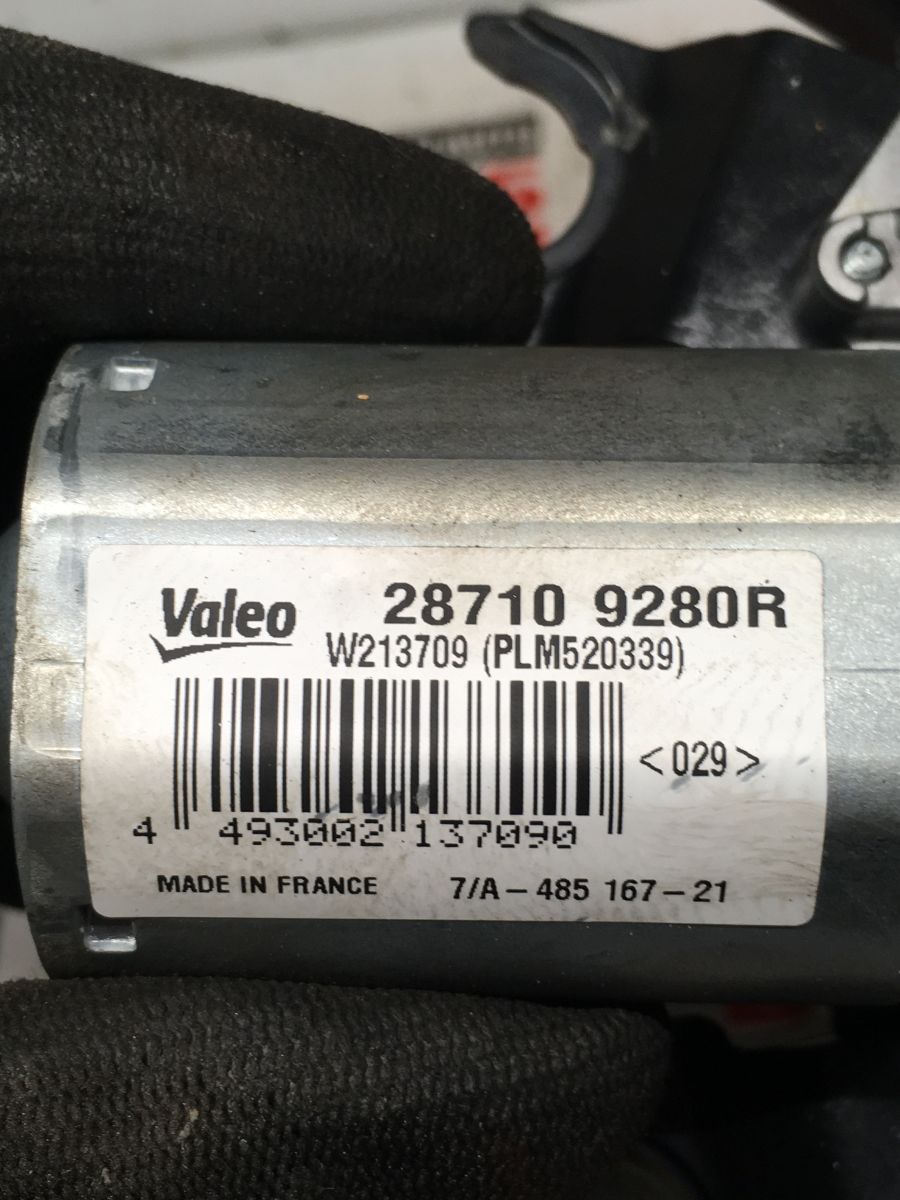 Valeo
28710 9280R
W213709 (PLM520339)
<029>
4 493002 137090
MADE IN FRANCE 7/A-485 167-21